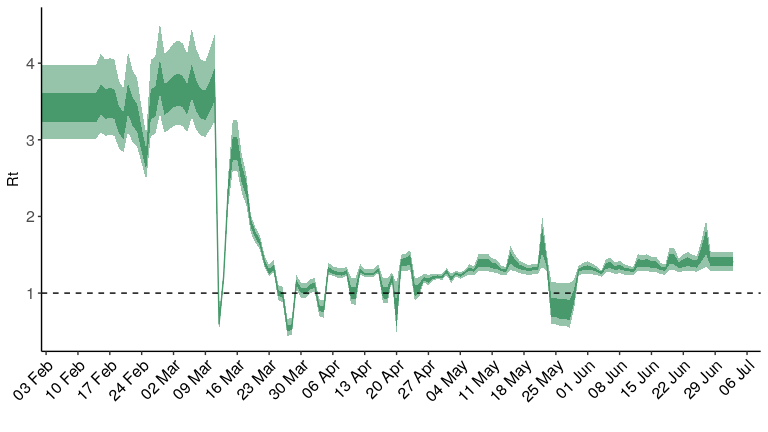 4
3
2
1
Rt
03 Feb
10 Feb
17 Feb
24 Feb
02 Mar
09 Mar
16 Mar
23 Mar
30 Mar
06 Apr
13 Apr
20 Apr
27 Apr
04 May
11 May
18 May
25 May
01 Jun
08 Jun
15 Jun
22 Jun
29 Jun
06 Jul